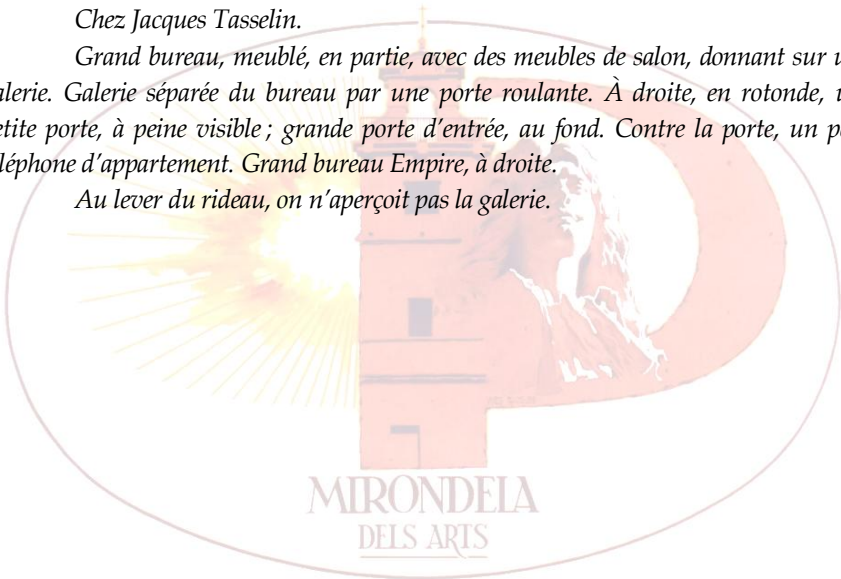 Chez Jacques Tasselin.
Grand bureau, meublé, en partie, avec des meubles de salon, donnant sur u
alerie. Galerie séparée du bureau par une porte roulante. À droite, en rotonde, u
etite porte, à peine visible ; grande porte d'entrée, au fond. Contre la porte, un p
éléphone d'appartement. Grand bureau Empire, à droite.
Au lever du rideau, on n'aperçoit pas la galerie.
MIRONDELA
DELS ARTS